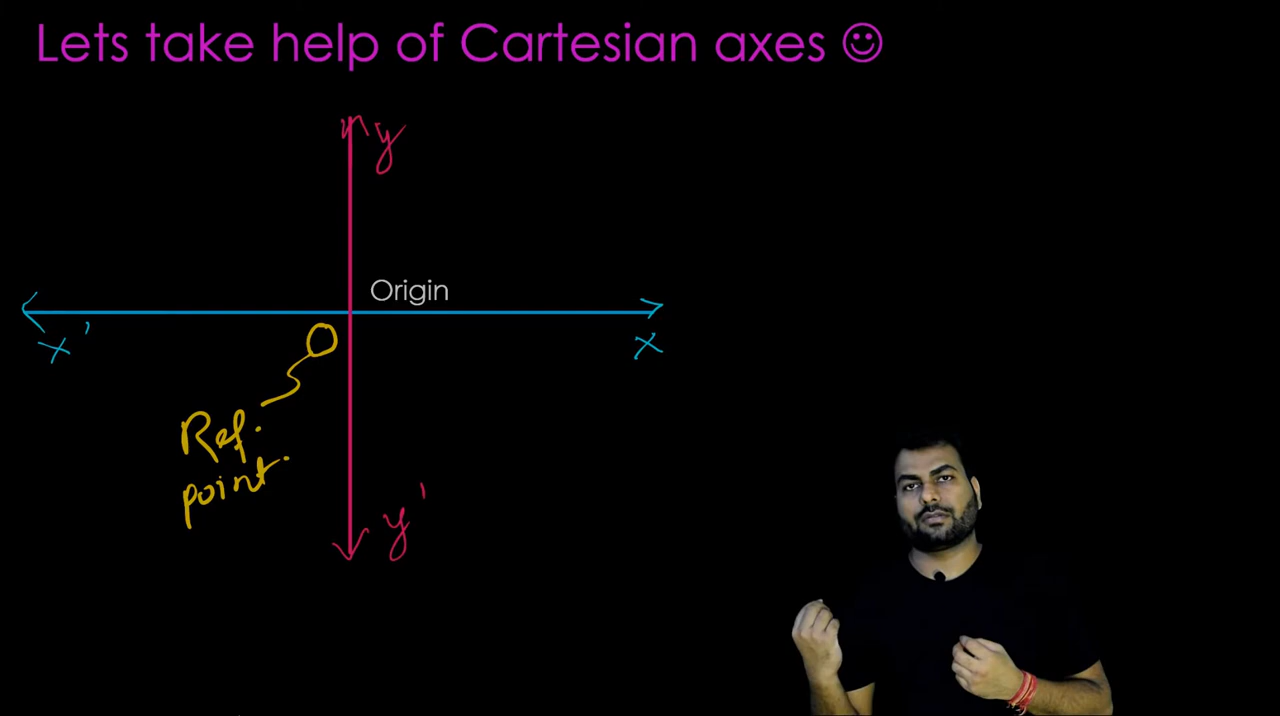 Lets take help of Cartesian axes ☺
y
Origin
x'
x
O
Ref.
point.
y'